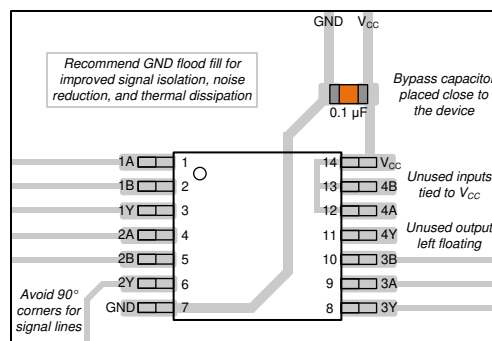 GND VCC
Recommend GND flood fill for
improved signal isolation, noise
reduction, and thermal dissipation
0.1 µF
Bypass capacitor
placed close to
the device
1A 1 14 VCC
1B 2 13 4B
1Y 3 12 4A
2A 4 11 4Y
2B 5 10 3B
2Y 6 9 3A
GND 7 8 3Y
Unused inputs
tied to VCC
Unused output
left floating
Avoid 90°
corners for
signal lines